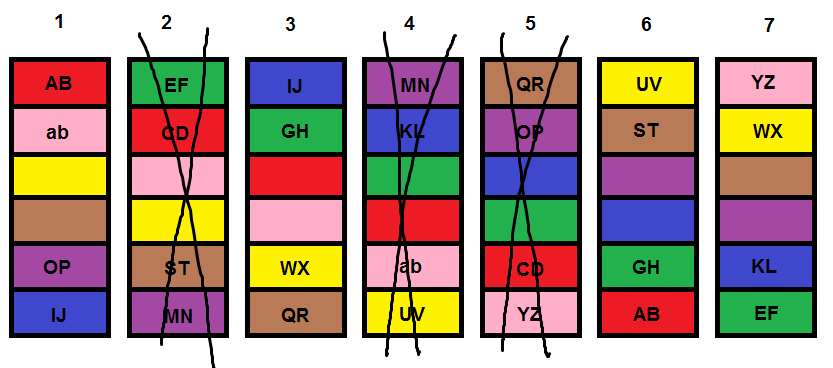 1 2 3 4 5 6 7
AB EF IJ MN QR UV YZ
ab CD GH KL OP ST WX
OP ST WX ab CD GH KL
IJ MN QR UV YZ AB EF